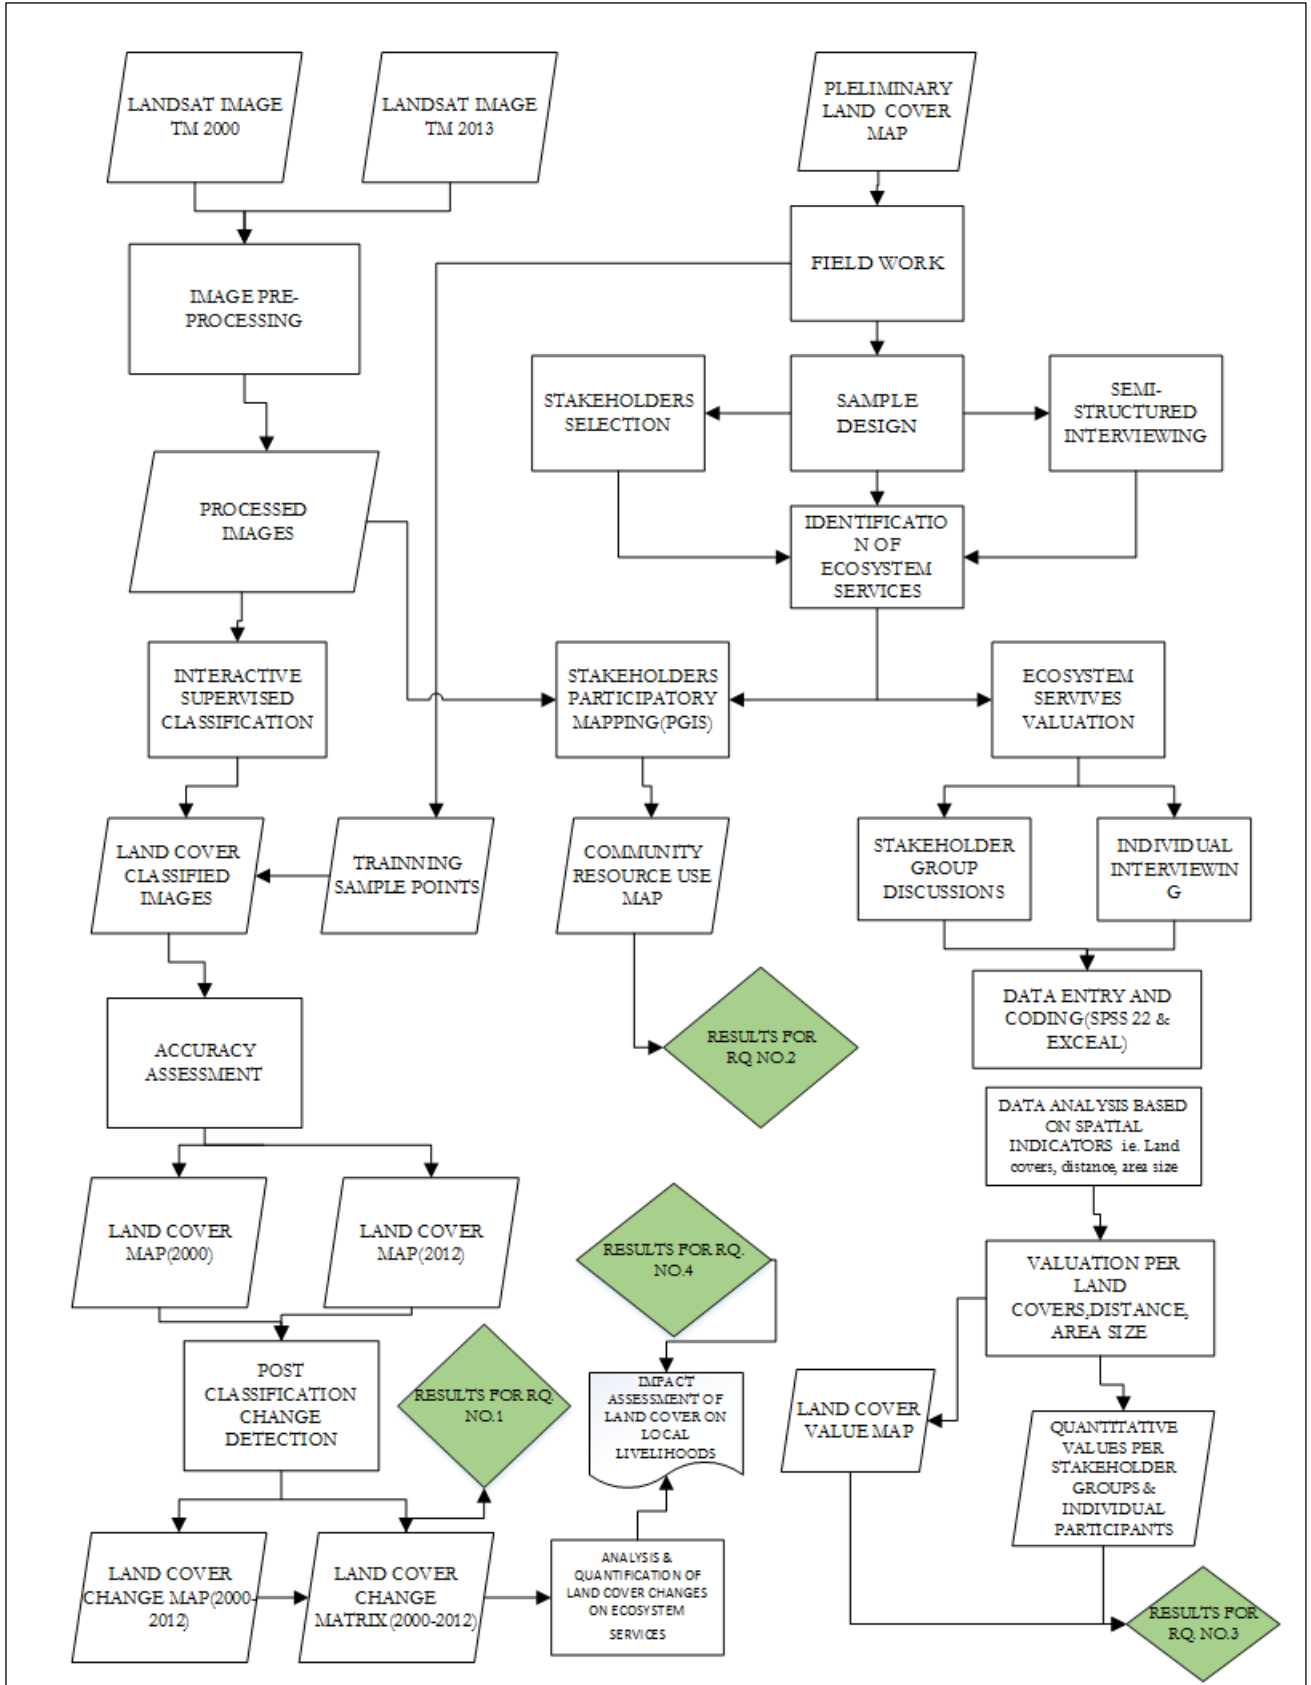 LANDSAT IMAGE
TM 2000
LANDSAT IMAGE
TM 2013
PLELIMINARY
LAND COVER
MAP
IMAGE PRE-
PROCESSING
FIELD WORK
STAKEHOLDERS
SELECTION
SAMPLE
DESIGN
SEMI-
STRUCTURED
INTERVIEWING
PROCESSED
IMAGES
IDENTIFICATIO
N OF
ECOSYSTEM
SERVICES
INTERACTIVE
SUPERVISED
CLASSIFICATION
STAKEHOLDERS
PARTICIPATORY
MAPPING(PGIS)
ECOSYSTEM
SERVIVES
VALUATION
LAND COVER
CLASSIFIED
IMAGES
TRAINNING
SAMPLE POINTS
COMMUNITY
RESOURCE USE
MAP
STAKEHOLDER
GROUP
DISCUSSIONS
INDIVIDUAL
INTERVIEWIN
G
ACCURACY
ASSESSMENT
RESULTS FOR
RQ NO.2
DATA ENTRY AND
CODING(SPSS 22 &
EXCEAL)
DATA ANALYSIS BASED
ON SPATIAL
INDICATORS i.e. Land
covers, distance, area size
LAND COVER
MAP(2000)
LAND COVER
MAP(2012)
RESULTS FOR RQ.
NO.4
VALUATION PER
LAND
COVERS,DISTANCE,
AREA SIZE
POST
CLASSIFICATION
CHANGE
DETECTION
RESULTS FOR RQ.
NO.1
IMPACT
ASSESSMENT OF
LAND COVER ON
LOCAL
LIVELIHOODS
LAND COVER
VALUE MAP
QUANTITATIVE
VALUES PER
STAKEHOLDER
GROUPS &
INDIVIDUAL
PARTICIPANTS
LAND COVER
CHANGE MAP(2000-
2012)
LAND COVER
CHANGE
MATRIX(2000-2012)
ANALYSIS &
QUANTIFICATION OF
LAND COVER CHANGES
ON ECOSYSTEM
SERVICES
RESULTS FOR
RQ. NO.3